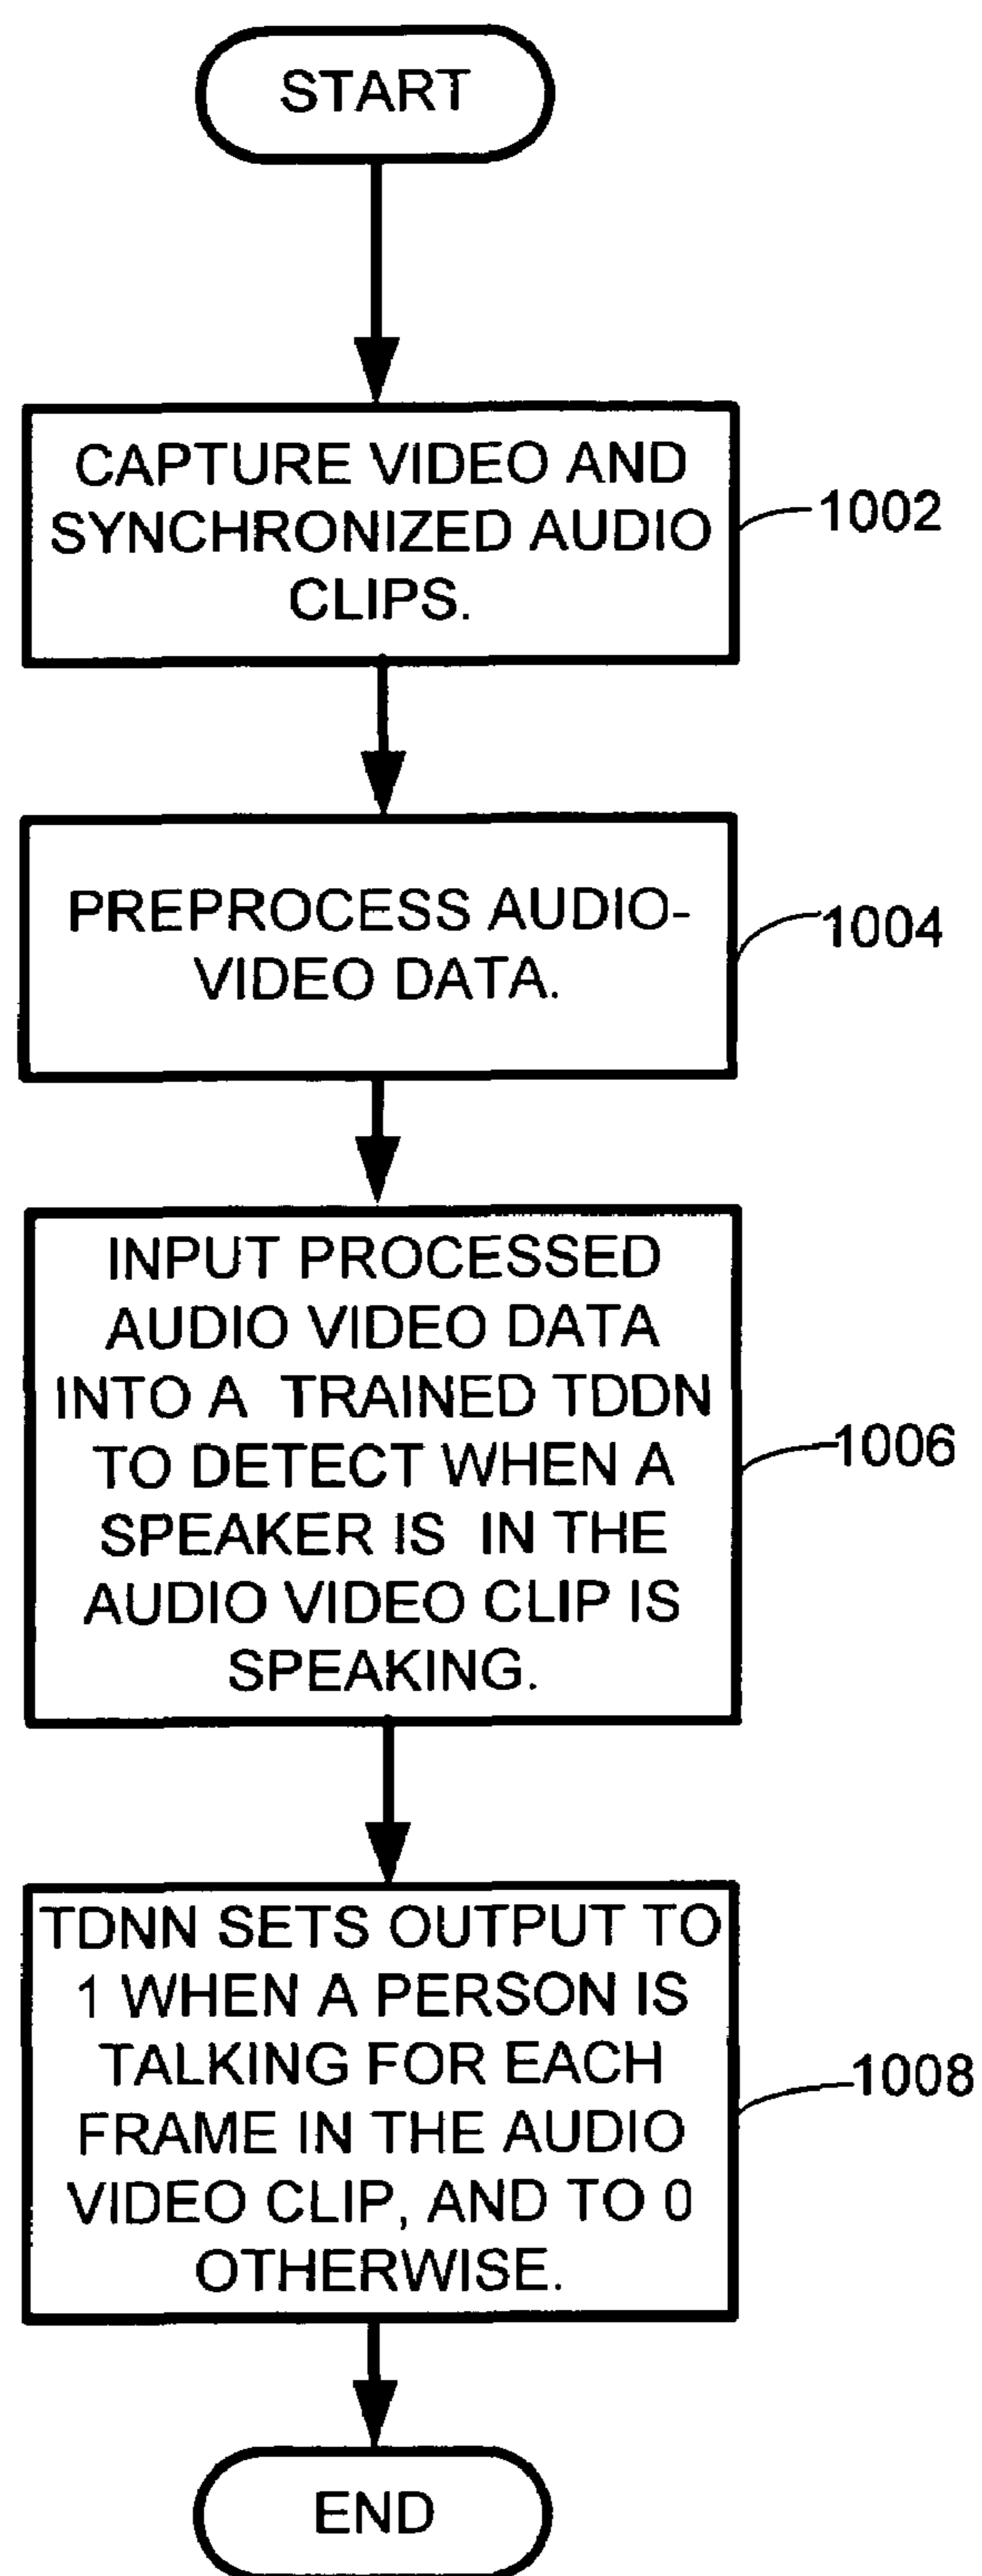 START
CAPTURE VIDEO AND
SYNCHRONIZED AUDIO
CLIPS.
1002
PREPROCESS AUDIO-
VIDEO DATA.
1004
INPUT PROCESSED
AUDIO VIDEO DATA
INTO A TRAINED TDDN
TO DETECT WHEN A
SPEAKER IS IN THE
AUDIO VIDEO CLIP IS
SPEAKING.
1006
TDNN SETS OUTPUT TO
1 WHEN A PERSON IS
TALKING FOR EACH
FRAME IN THE AUDIO
VIDEO CLIP, AND TO 0
OTHERWISE.
1008
END